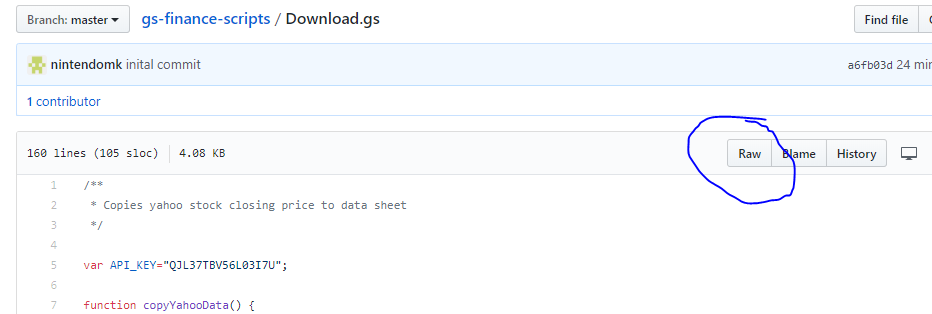 Branch: master gs-finance-scripts / Download.gs Find file
nintendomk inital commit a6fb03d 24 min
1 contributor
160 lines (105 sloc) 4.08 KB Raw Blame History
1 /**
2 * Copies yahoo stock closing price to data sheet
3 */
4
5 var API_KEY="QJL37TBV56L03I7U";
6
7 function copyYahooData() {